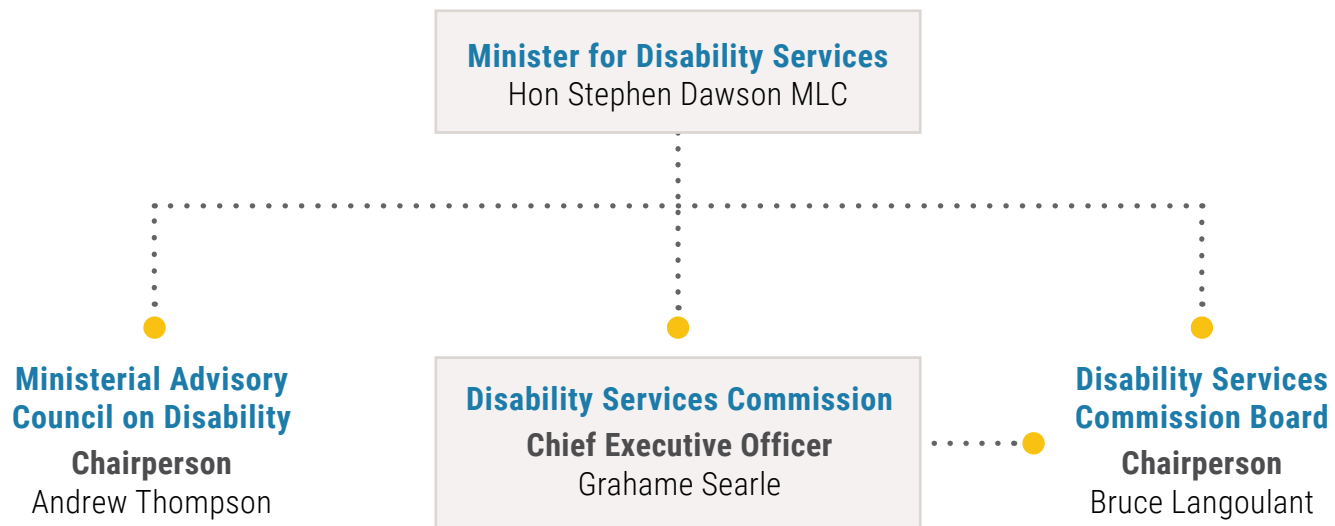 Minister for Disability Services
Hon Stephen Dawson MLC
Ministerial Advisory
Council on Disability
Chairperson
Andrew Thompson
Disability Services Commission
Chief Executive Officer
Grahame Searle
Disability Services
Commission Board
Chairperson
Bruce Langoulant